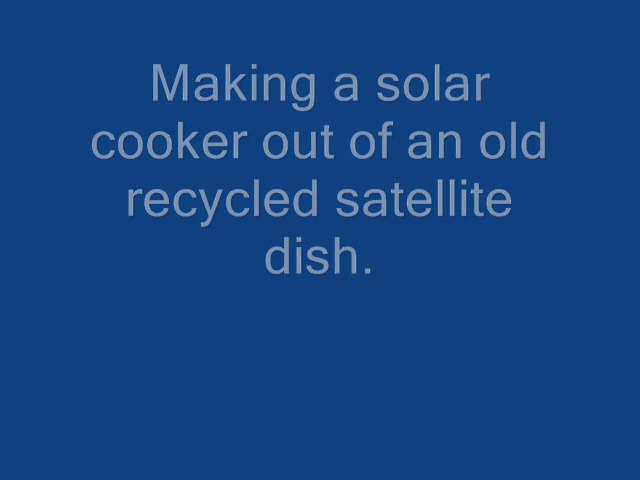 Making a solar
cooker out of an old
recycled satellite
dish.